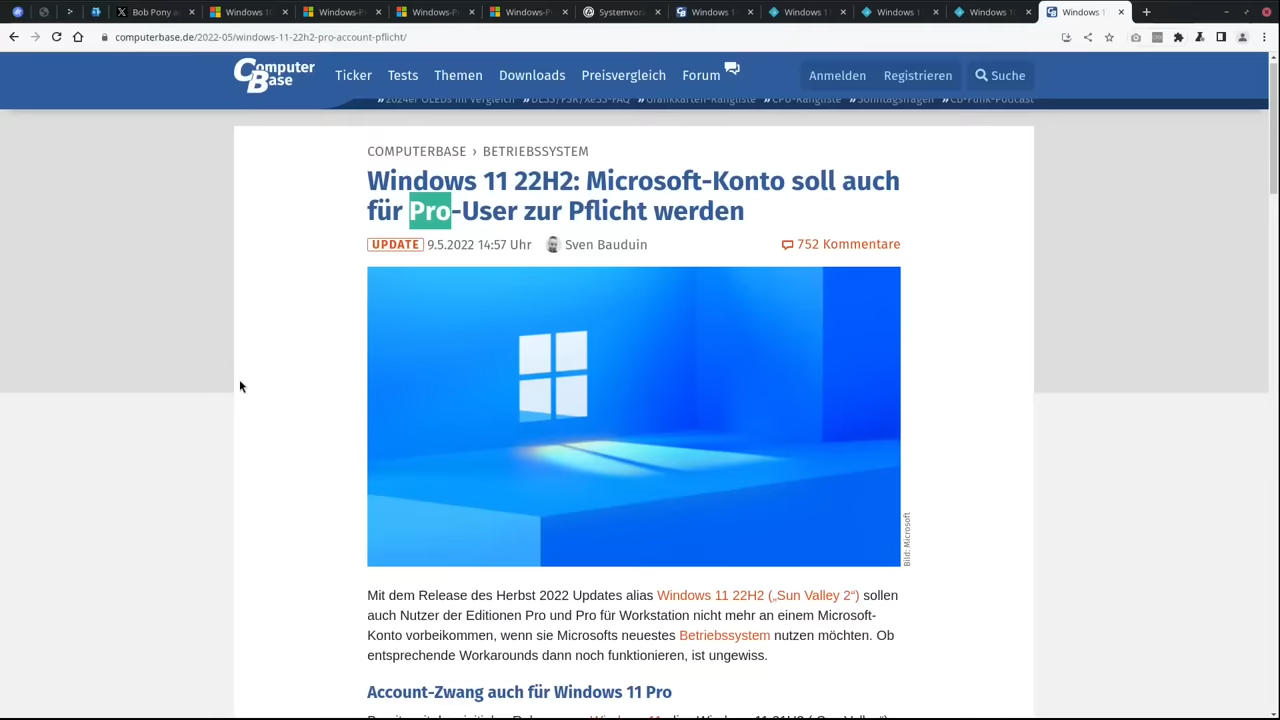 Bob Pony
Windows 10
Windows-P
Windows-P
Windows-P
Systemvor
Windows 1
Windows 1
Windows 1
Windows 10
Windows 1
computerbase.de/2022-05/windows-11-22h2-pro-account-pflicht/
Computer Base
Ticker Tests Themen Downloads Preisvergleich Forum Anmelden Registrieren Suche
»2024er OLEDs im Vergleich »DLSS/FSR/XeSS-FAQ »Grafikkarten-Rangliste »CPU-Rangliste »Sonntagsfragen »CB-Funk-Podcast
COMPUTERBASE › BETRIEBSSYSTEM
Windows 11 22H2: Microsoft-Konto soll auch
für Pro-User zur Pflicht werden
UPDATE 9.5.2022 14:57 Uhr Sven Bauduin 752 Kommentare
Bild: Microsoft
Mit dem Release des Herbst 2022 Updates alias Windows 11 22H2 („Sun Valley 2“) sollen
auch Nutzer der Editionen Pro und Pro für Workstation nicht mehr an einem Microsoft-
Konto vorbeikommen, wenn sie Microsofts neuestes Betriebssystem nutzen möchten. Ob
entsprechende Workarounds dann noch funktionieren, ist ungewiss.
Account-Zwang auch für Windows 11 Pro